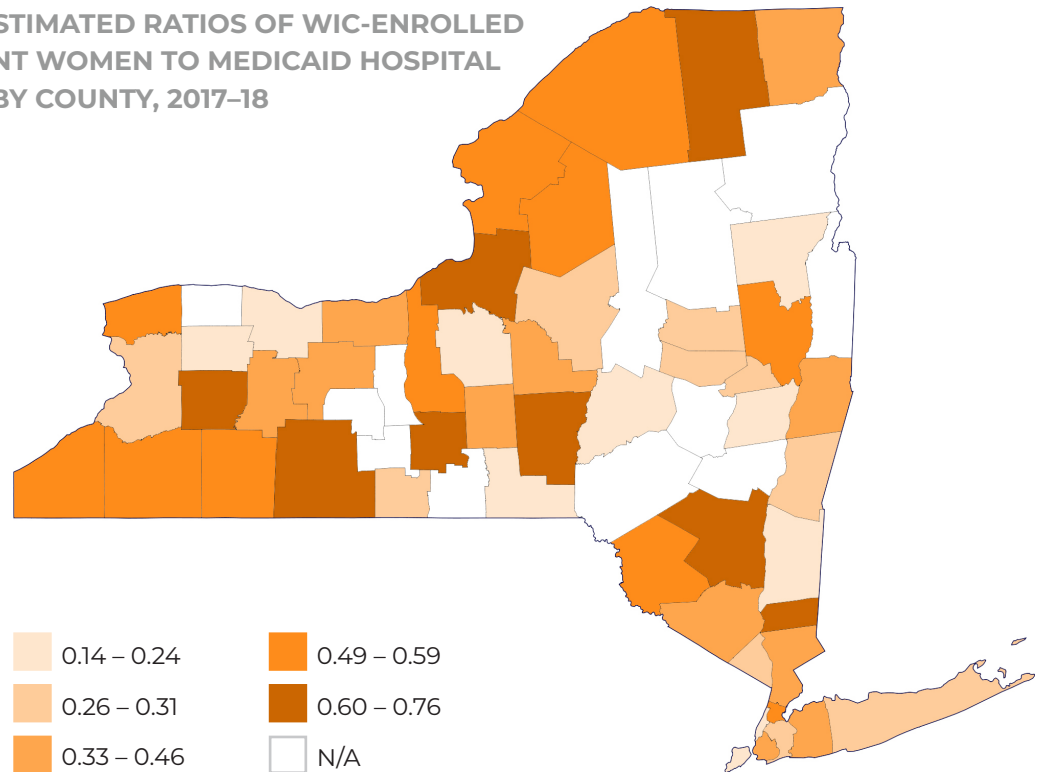 STIMATED RATIOS OF WIC-ENROLLED
NT WOMEN TO MEDICAID HOSPITAL
BY COUNTY, 2017–18
0.14 – 0.24
0.26 – 0.31
0.33 – 0.46
0.49 – 0.59
0.60 – 0.76
N/A